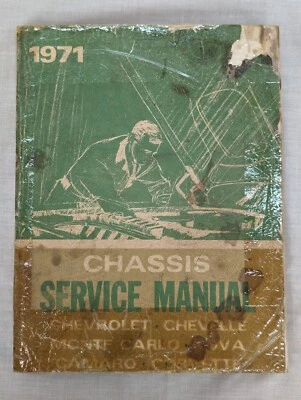 1971
CHASSIS
SERVICE MANUAL
CHEVROLET · CHEVELLE
MONTE CARLO · NOVA
CAMARO · CORVETTE